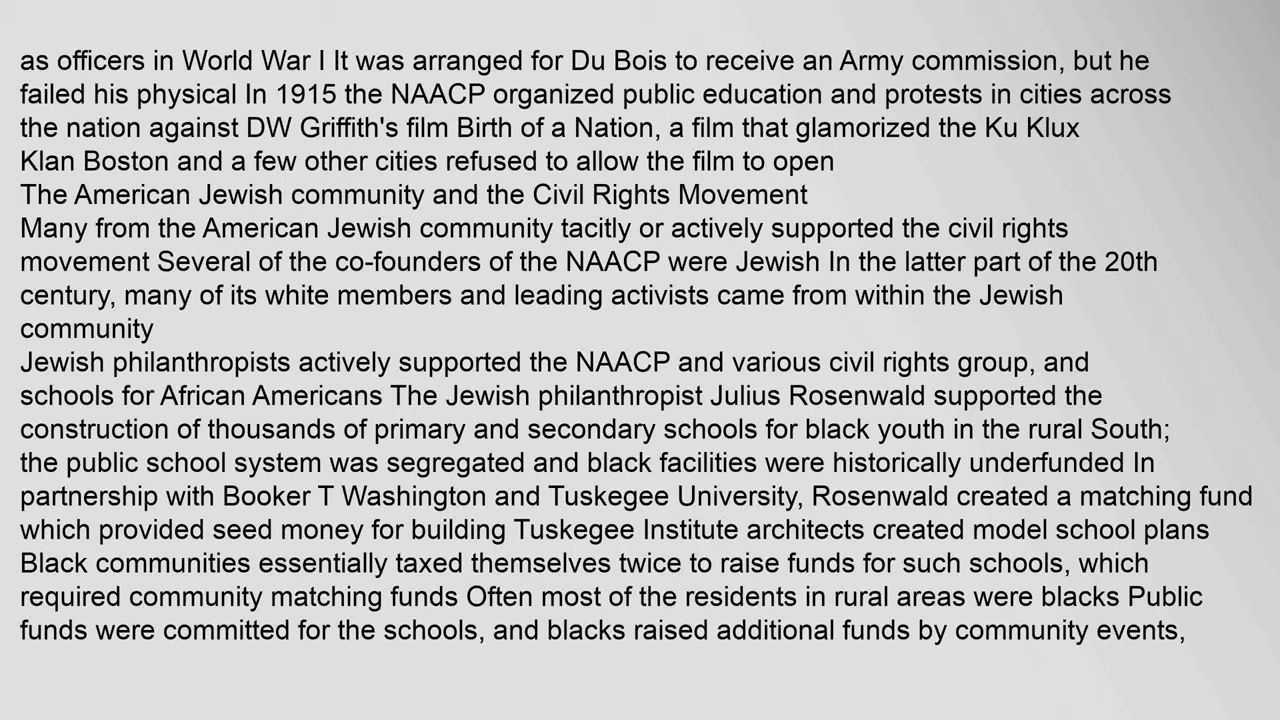 as officers in World War I It was arranged for Du Bois to receive an Army commission, but he
failed his physical In 1915 the NAACP organized public education and protests in cities across
the nation against DW Griffith's film Birth of a Nation, a film that glamorized the Ku Klux
Klan Boston and a few other cities refused to allow the film to open
The American Jewish community and the Civil Rights Movement
Many from the American Jewish community tacitly or actively supported the civil rights
movement Several of the co-founders of the NAACP were Jewish In the latter part of the 20th
century, many of its white members and leading activists came from within the Jewish
community
Jewish philanthropists actively supported the NAACP and various civil rights group, and
schools for African Americans The Jewish philanthropist Julius Rosenwald supported the
construction of thousands of primary and secondary schools for black youth in the rural South;
the public school system was segregated and black facilities were historically underfunded In
partnership with Booker T Washington and Tuskegee University, Rosenwald created a matching fund
which provided seed money for building Tuskegee Institute architects created model school plans
Black communities essentially taxed themselves twice to raise funds for such schools, which
required community matching funds Often most of the residents in rural areas were blacks Public
funds were committed for the schools, and blacks raised additional funds by community events,